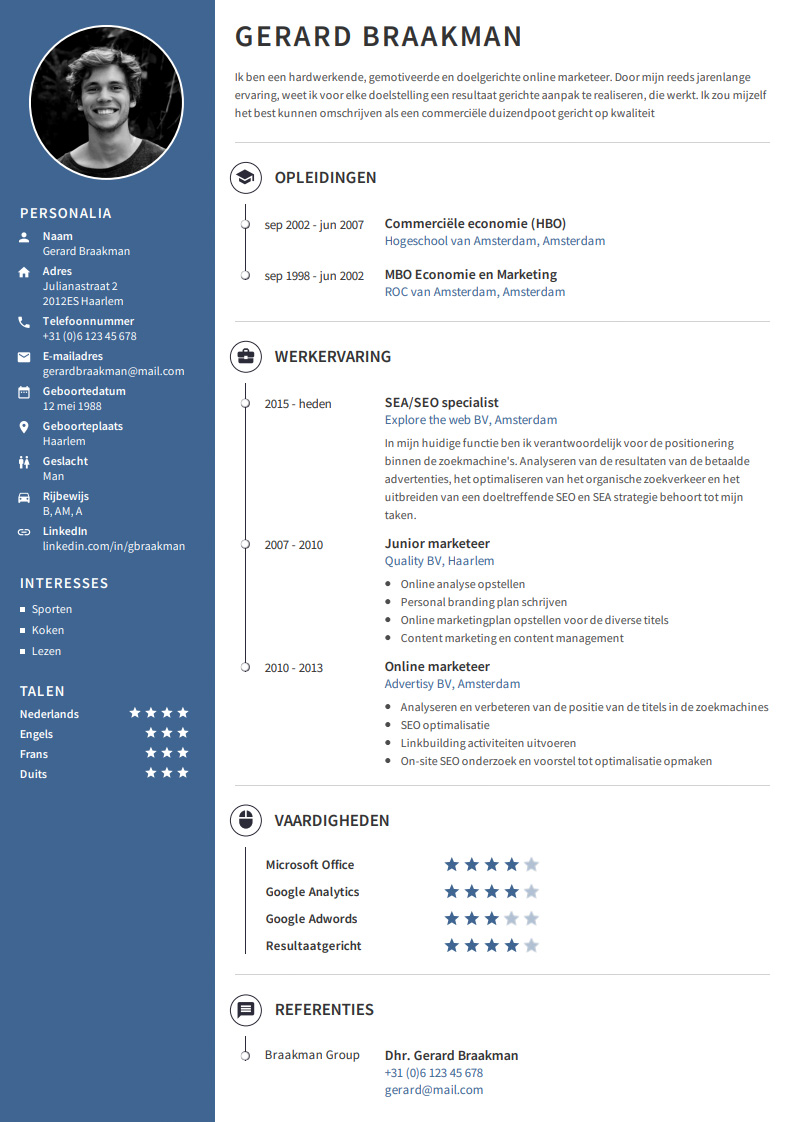 PERSONALIA
Naam
Gerard Braakman
Adres
Julianastraat 2
2012ES Haarlem
Telefoonnummer
+31 (0)6 123 45 678
E-mailadres
gerardbraakman@mail.com
Geboortedatum
12 mei 1988
Geboorteplaats
Haarlem
Geslacht
Man
Rijbewijs
B, AM, A
LinkedIn
linkedin.com/in/gbraakman
INTERESSES
Sporten
Koken
Lezen
TALEN
Nederlands
Engels
Frans
Duits
GERARD BRAAKMAN
Ik ben een hardwerkende, gemotiveerde en doelgerichte online marketeer. Door mijn reeds jarenlange
ervaring, weet ik voor elke doelstelling een resultaat gerichte aanpak te realiseren, die werkt. Ik zou mijzelf
het best kunnen omschrijven als een commerciële duizendpoot gericht op kwaliteit
OPLEIDINGEN
sep 2002 - jun 2007 Commerciële economie (HBO)
Hogeschool van Amsterdam, Amsterdam
sep 1998 - jun 2002 MBO Economie en Marketing
ROC van Amsterdam, Amsterdam
WERKERVARING
2015 - heden SEA/SEO specialist
Explore the web BV, Amsterdam
In mijn huidige functie ben ik verantwoordelijk voor de positionering
binnen de zoekmachine's. Analyseren van de resultaten van de betaalde
advertenties, het optimaliseren van het organische zoekverkeer en het
uitbreiden van een doeltreffende SEO en SEA strategie behoort tot mijn
taken.
2007 - 2010 Junior marketeer
Quality BV, Haarlem
• Online analyse opstellen
• Personal branding plan schrijven
• Online marketingplan opstellen voor de diverse titels
• Content marketing en content management
2010 - 2013 Online marketeer
Advertisy BV, Amsterdam
• Analyseren en verbeteren van de positie van de titels in de zoekmachines
• SEO optimalisatie
• Linkbuilding activiteiten uitvoeren
• On-site SEO onderzoek en voorstel tot optimalisatie opmaken
VAARDIGHEDEN
Microsoft Office
Google Analytics
Google Adwords
Resultaatgericht
REFERENTIES
Braakman Group Dhr. Gerard Braakman
+31 (0)6 123 45 678
gerard@mail.com